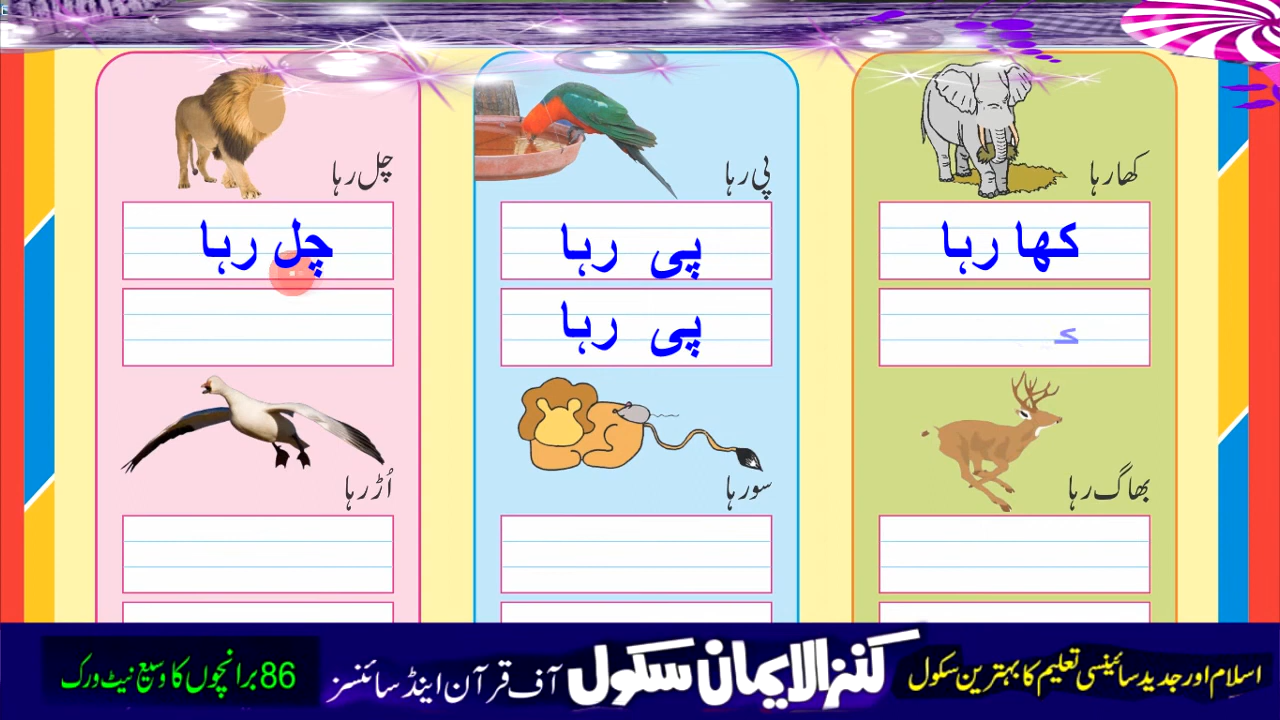 کھا رہا
پی رہا
چل رہا
کھا رہا
پی رہا
چل رہا
پی رہا
بھاگ رہا
سو رہا
اُڑ رہا
اسلام اور جدید سائینسی تعلیم کا بہترین سکول
کنزالایمان سکول آف قرآن اینڈ سائنسز
86 برانچوں کا وسیع نیٹ ورک